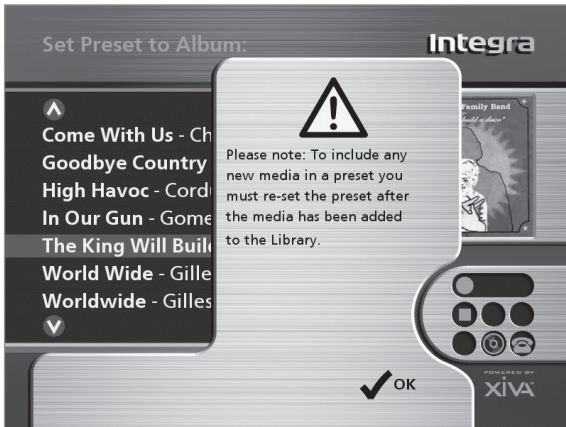 Set Preset to Album:
Integra
Come With Us - Ch
Goodbye Country
High Havoc - Cord
In Our Gun - Gome
The King Will Buil
World Wide - Gille
Worldwide - Gilles
Please note: To include any
new media in a preset you
must re-set the preset after
the media has been added
to the Library.
OK
Family Band
build a disco"
POWERED BY
XiVA